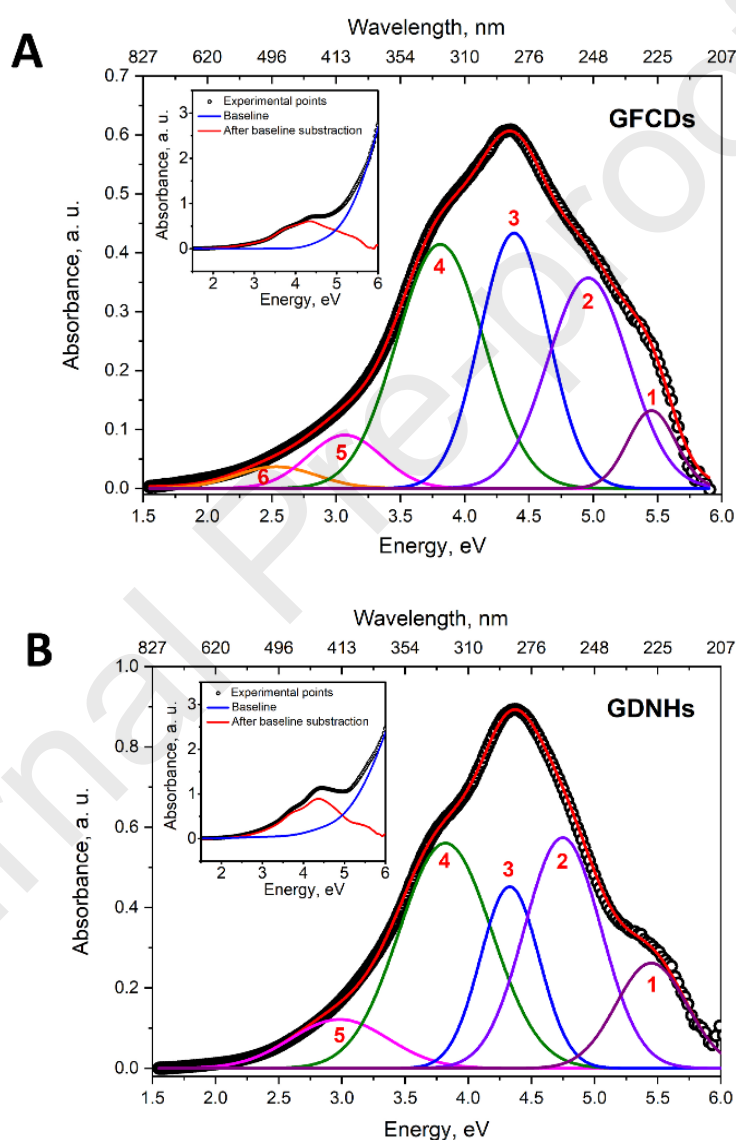 A
Wavelength, nm
827 620 496 413 354 310 276 248 225 207
GFCDs
Experimental points
Baseline
After baseline substraction
Absorbance, a. u.
3
2
1
0
2 3 4 5 6
Energy, eV
Absorbance, a. u.
0.7
0.6
0.5
0.4
0.3
0.2
0.1
0.0
1
2
3
4
5
6
1.5 2.0 2.5 3.0 3.5 4.0 4.5 5.0 5.5 6.0
Energy, eV
B
Wavelength, nm
827 620 496 413 354 310 276 248 225 207
GDNHs
Experimental points
Baseline
After baseline substraction
Absorbance, a. u.
3
2
1
0
2 3 4 5 6
Energy, eV
Absorbance, a. u.
1.0
0.8
0.6
0.4
0.2
0.0
1
2
3
4
5
1.5 2.0 2.5 3.0 3.5 4.0 4.5 5.0 5.5 6.0
Energy, eV
rnal Pre-proo